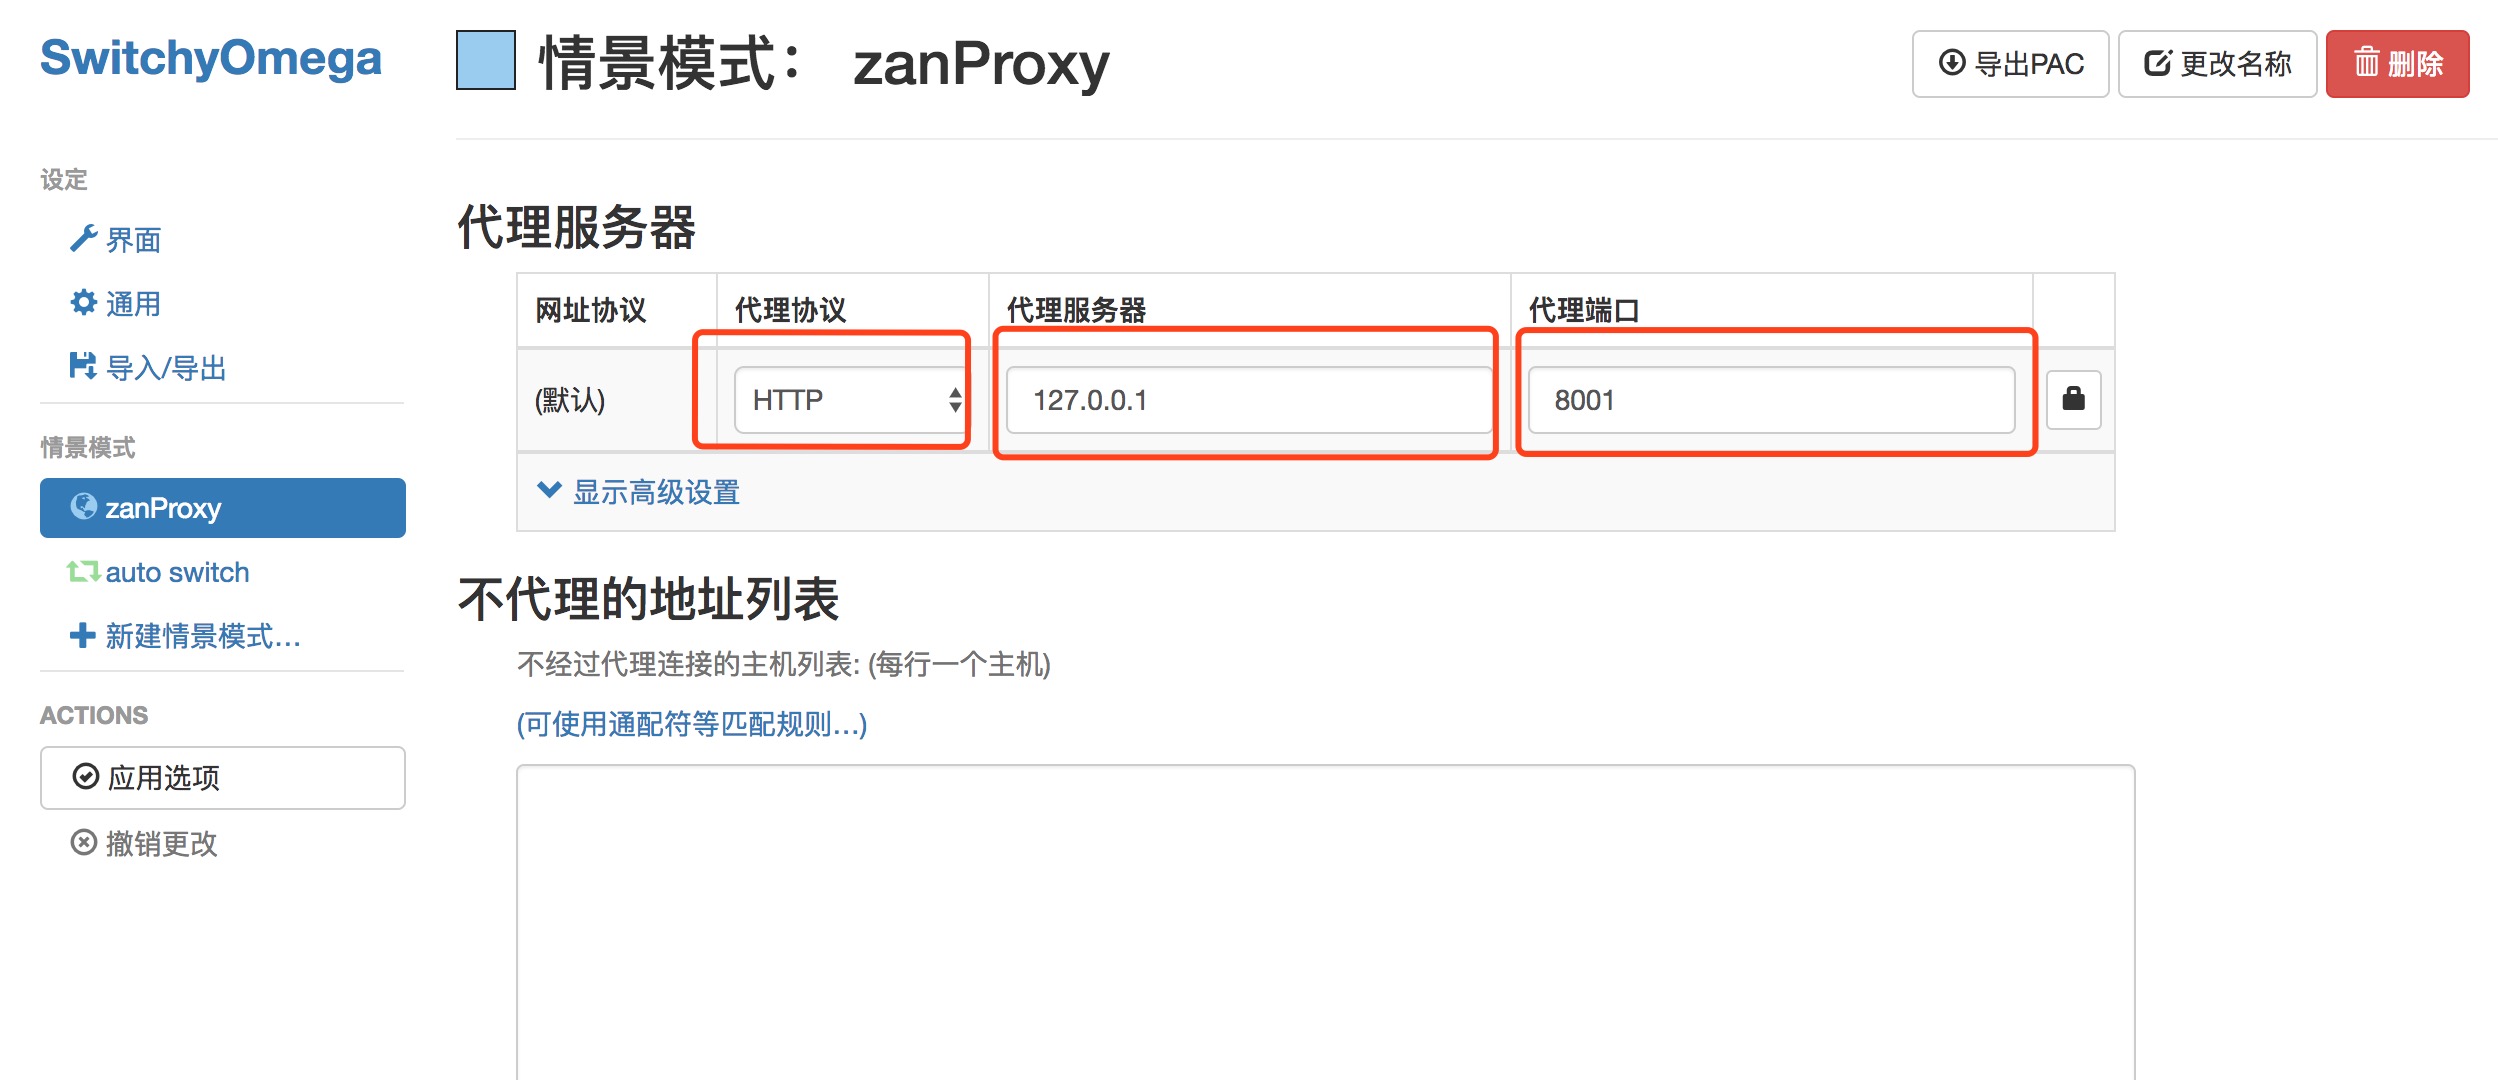 SwitchyOmega
设定
界面
通用
导入/导出
情景模式
zanProxy
auto switch
新建情景模式...
ACTIONS
应用选项
撤销更改
情景模式： zanProxy
导出PAC 更改名称 删除
代理服务器
网址协议 代理协议 代理服务器 代理端口
(默认) HTTP 127.0.0.1 8001
显示高级设置
不代理的地址列表
不经过代理连接的主机列表: (每行一个主机)
(可使用通配符等匹配规则...)